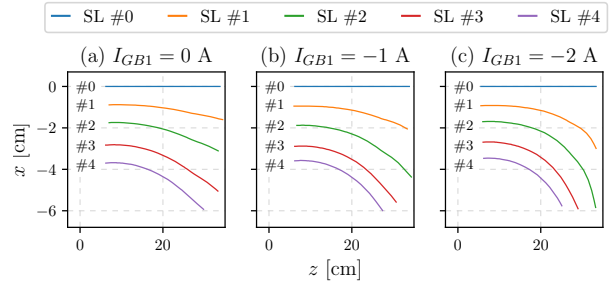 SL #0 SL #1 SL #2 SL #3 SL #4
(a) I_{GB1} = 0 A (b) I_{GB1} = −1 A (c) I_{GB1} = −2 A
0 #0 #0 #0
#1 #1 #1
−2 #2 #2 #2
#3 #3 #3
−4 #4 #4 #4
−6
x [cm]
0 20 0 20 0 20
z [cm]